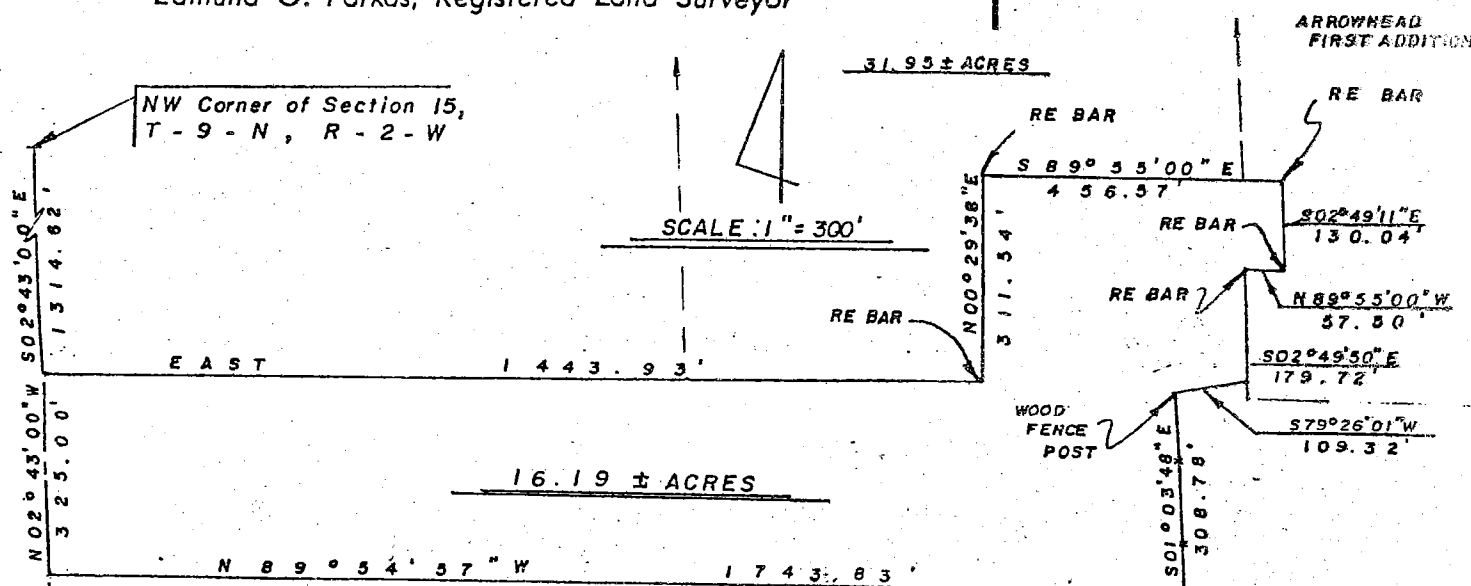 Edmund G. Farkas, Registered Land Surveyor
ARROWHEAD
FIRST ADDITION
31.95 ± ACRES
NW Corner of Section 15,
T - 9 - N , R - 2 - W
RE BAR
RE BAR
S 89° 55'00" E
456.57'
S02°43'00"E
1314.62'
SCALE : 1" = 300'
N00°29'38"E
311.54'
RE BAR
S02°49'11"E
130.04'
RE BAR
N89°55'00"W
57.50'
RE BAR
EAST 1443.93'
S02°49'50"E
179.72'
WOOD
FENCE
POST
S79°26'01"W
109.32'
N02°43'00"W
325.00'
16.19 ± ACRES
S01°03'48"E
308.78'
N 89° 54' 57" W 1743.83'